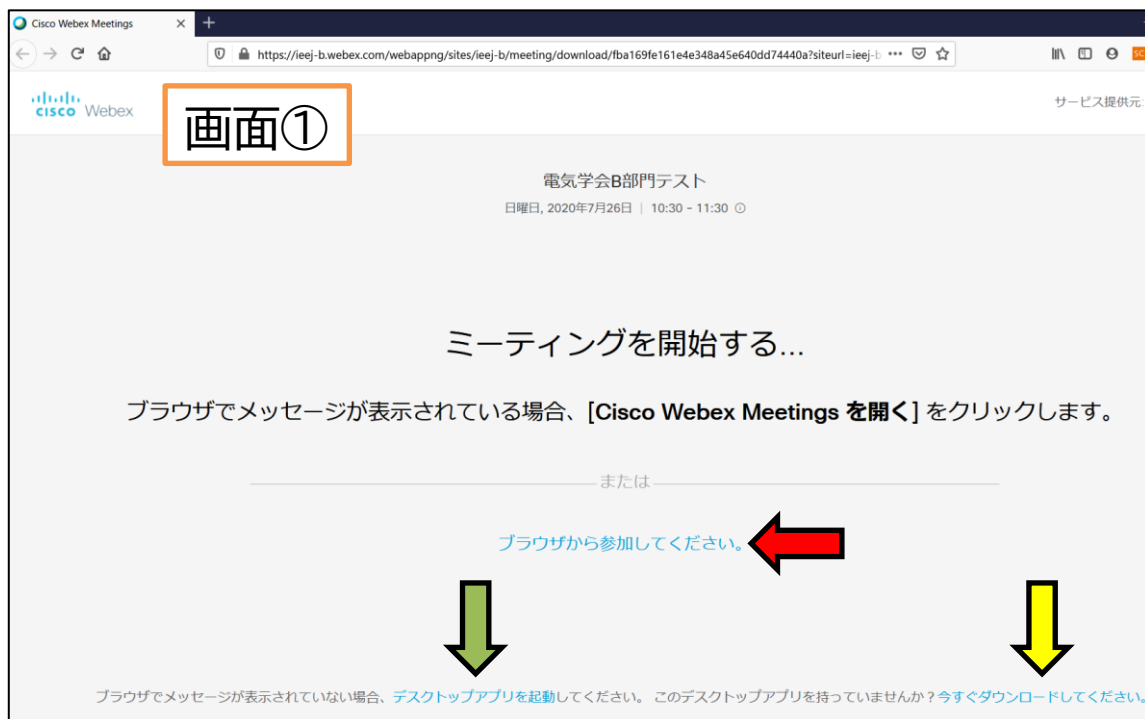 Cisco Webex Meetings
https://ieej-b.webex.com/webappng/sites/ieej-b/meeting/download/fba169fe161e4e348a45e640dd74440a?siteurl=ieej-b
cisco Webex
画面①
サービス提供元:
電気学会B部門テスト
日曜日, 2020年7月26日 | 10:30 - 11:30
ミーティングを開始する...
ブラウザでメッセージが表示されている場合、[Cisco Webex Meetings を開く] をクリックします。
または
ブラウザから参加してください。
ブラウザでメッセージが表示されていない場合、デスクトップアプリを起動してください。 このデスクトップアプリを持っていませんか？今すぐダウンロードしてください。